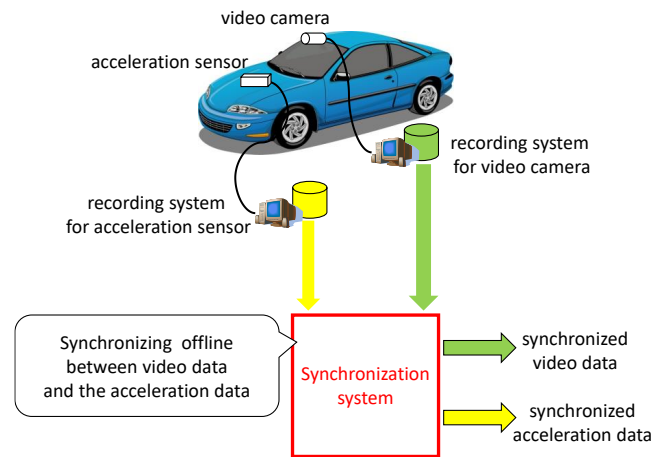 video camera
acceleration sensor
recording system
for video camera
recording system
for acceleration sensor
Synchronizing offline
between video data
and the acceleration data
Synchronization
system
synchronized
video data
synchronized
acceleration data